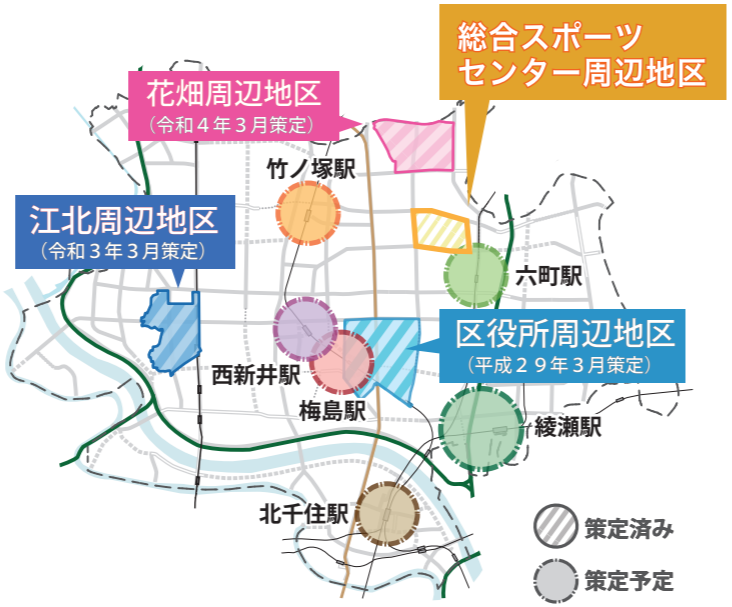 総合スポーツ
センター周辺地区
花畑周辺地区
（令和４年３月策定）
竹ノ塚駅
江北周辺地区
（令和３年３月策定）
六町駅
区役所周辺地区
（平成２９年３月策定）
西新井駅
梅島駅
綾瀬駅
北千住駅
策定済み
策定予定